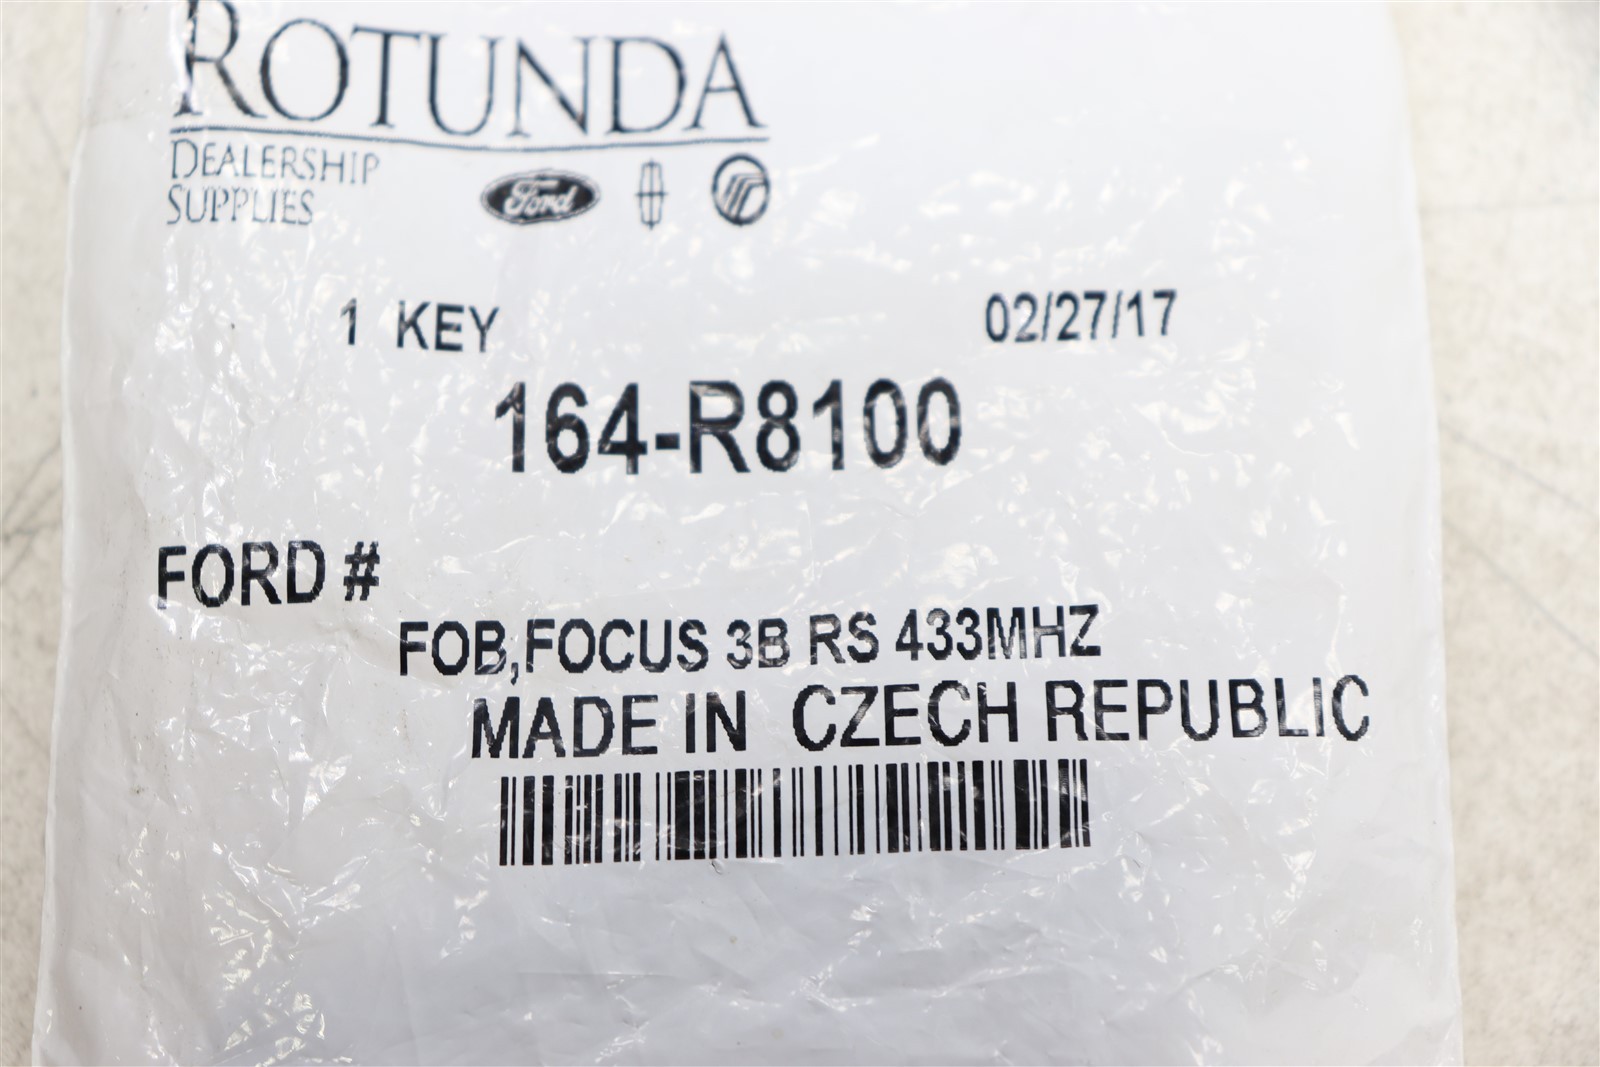 ROTUNDA
DEALERSHIP
SUPPLIES
Ford
1 KEY 02/27/17
164-R8100
FORD #
FOB,FOCUS 3B RS 433MHZ
MADE IN CZECH REPUBLIC